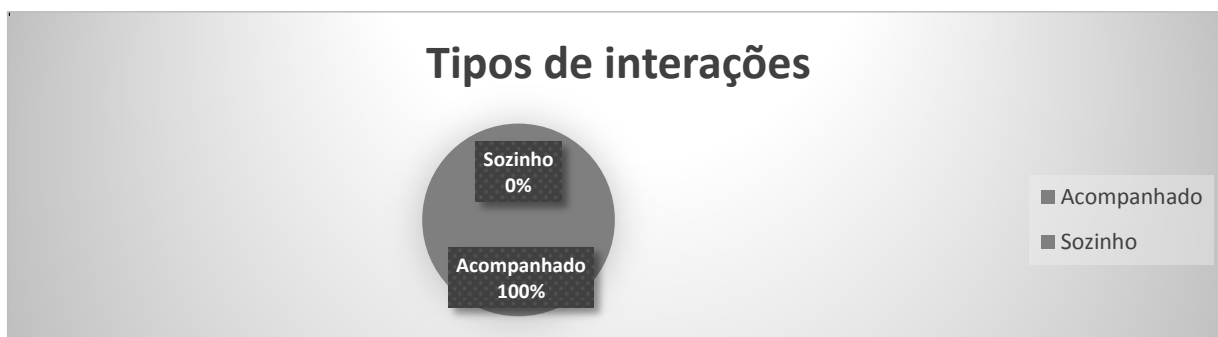 Tipos de interações
Sozinho
0%
Acompanhado
100%
Acompanhado
Sozinho